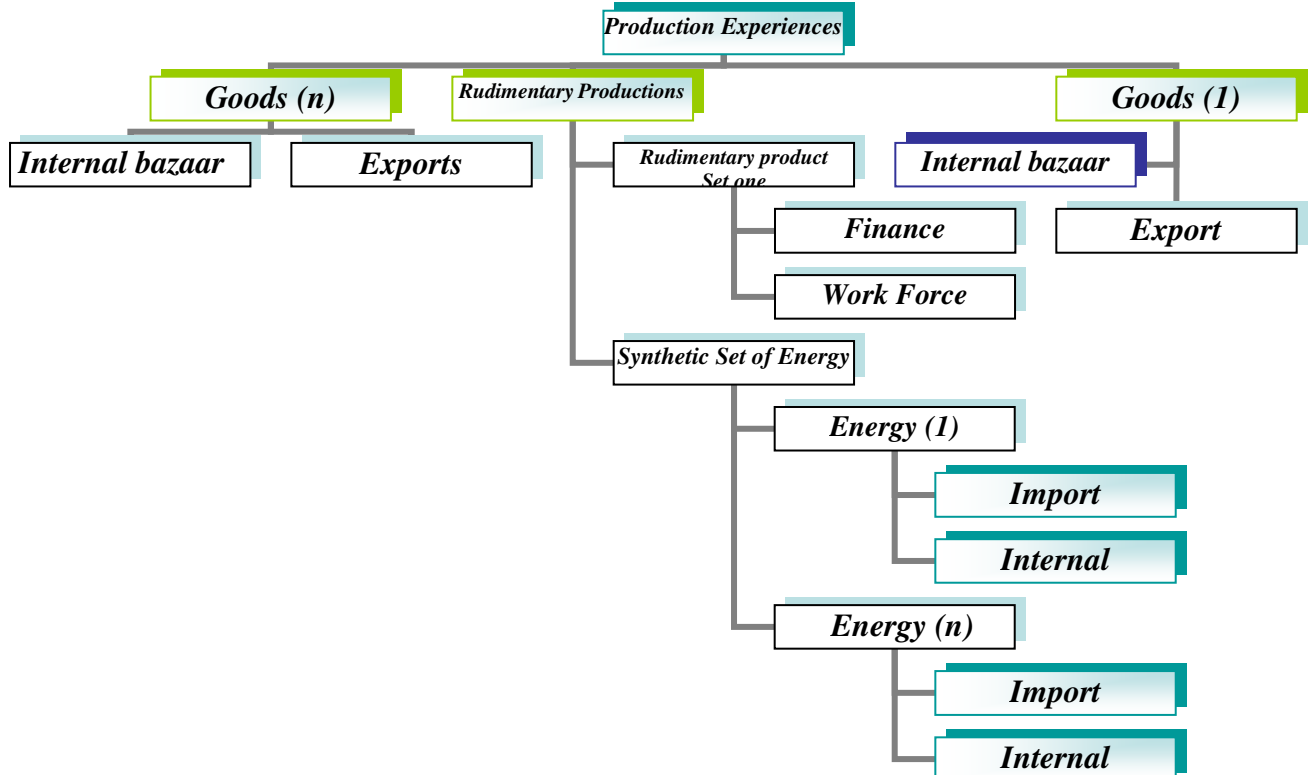 Production Experiences
Goods (n)
Rudimentary Productions
Goods (1)
Internal bazaar
Exports
Rudimentary product
Set one
Internal bazaar
Finance
Export
Work Force
Synthetic Set of Energy
Energy (1)
Import
Internal
Energy (n)
Import
Internal